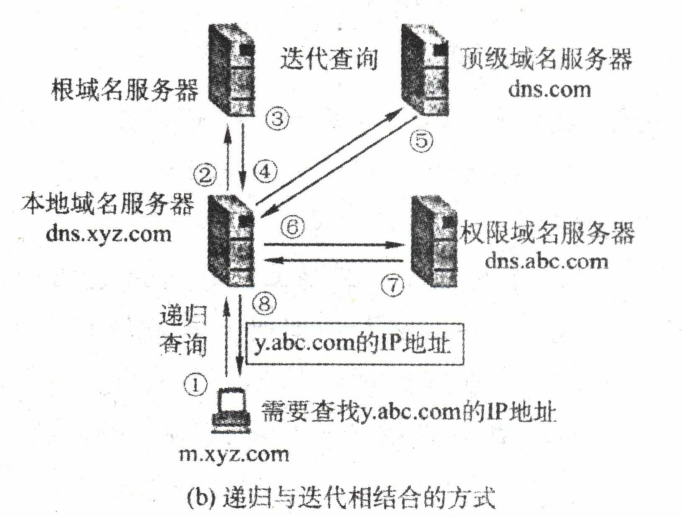 迭代查询
顶级域名服务器
dns.com
根域名服务器
③
⑤
②
④
本地域名服务器
dns.xyz.com
⑥
权限域名服务器
dns.abc.com
⑦
⑧
递归
查询
y.abc.com的IP地址
①
需要查找y.abc.com的IP地址
m.xyz.com
(b) 递归与迭代相结合的方式